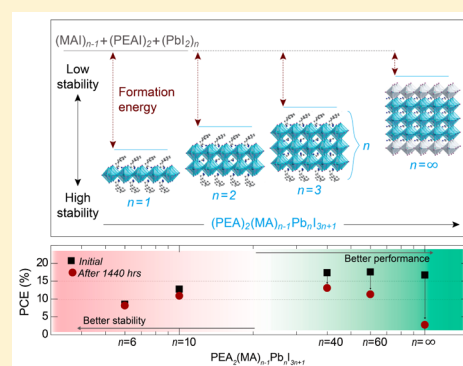 (MAI)n-1+(PEAI)2+(PbI2)n
Low
stability
Formation
energy
High
stability
n=1
n=2
n=3
n
n=∞
(PEA)2(MA)n-1PbnI3n+1
PCE (%)
20
15
10
5
0
Initial
After 1440 hrs
Better performance
Better stability
n=6
n=10
n=40
n=60
n=∞
PEA2(MA)n-1PbnI3n+1